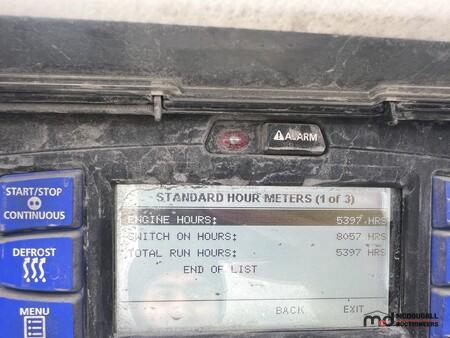 ALARM
START/STOP
CONTINUOUS
DEFROST
MENU
STANDARD HOUR METERS (1 of 3)
ENGINE HOURS: 5397 HRS
SWITCH ON HOURS: 8057 HRS
TOTAL RUN HOURS: 5397 HRS
END OF LIST
BACK EXIT
md MCDOUGALL
AUCTIONEERS